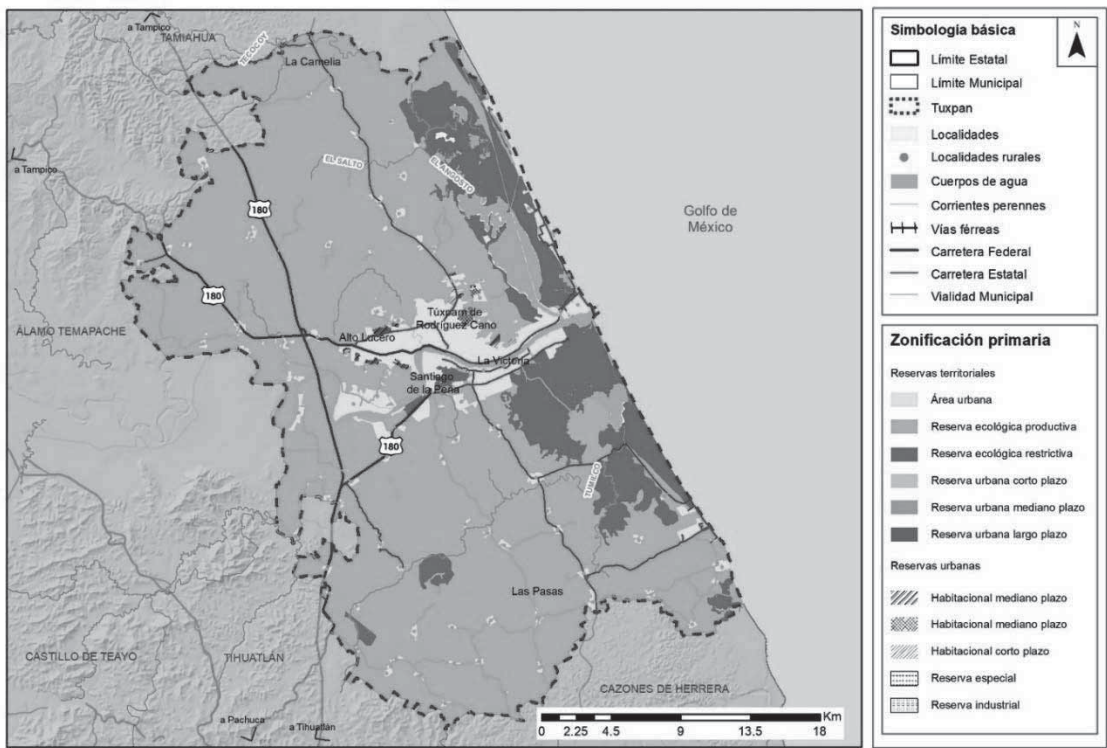 a Tampico
TAMIAHUA
TECOCOY
La Camelia
a Tampico
EL SALTO
EL ANGOSTO
180
Golfo de
México
180
ÁLAMO TEMAPACHE
Alto Lucero
Túxpam de
Rodríguez Cano
La Victoria
Santiago
de la Peña
180
TUMILCO
Las Pasas
CASTILLO DE TEAYO
TIHUATLÁN
CAZONES DE HERRERA
a Pachuca
a Tihuatlán
Km
0 2.25 4.5 9 13.5 18
Simbología básica
N
Límite Estatal
Límite Municipal
Tuxpan
Localidades
Localidades rurales
Cuerpos de agua
Corrientes perennes
Vías férreas
Carretera Federal
Carretera Estatal
Vialidad Municipal
Zonificación primaria
Reservas territoriales
Área urbana
Reserva ecológica productiva
Reserva ecológica restrictiva
Reserva urbana corto plazo
Reserva urbana mediano plazo
Reserva urbana largo plazo
Reservas urbanas
Habitacional mediano plazo
Habitacional mediano plazo
Habitacional corto plazo
Reserva especial
Reserva industrial